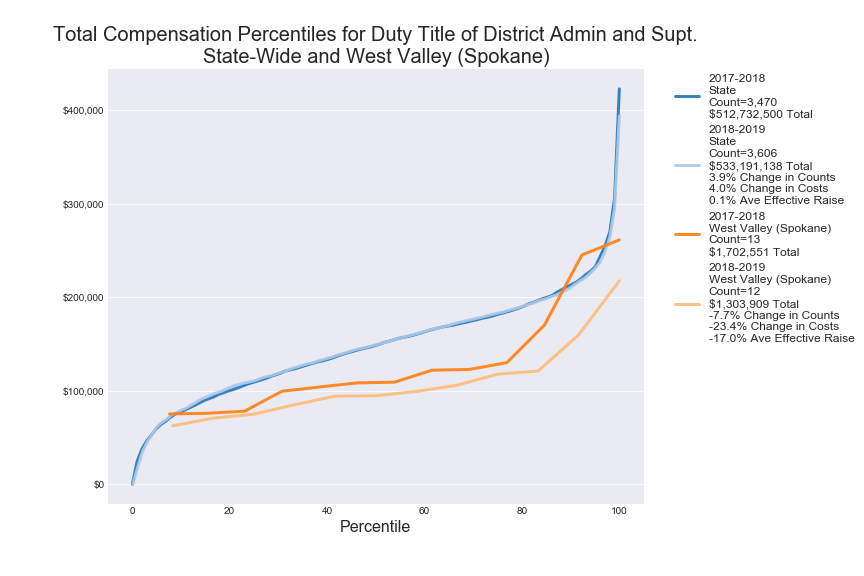 Total Compensation Percentiles for Duty Title of District Admin and Supt.
State-Wide and West Valley (Spokane)
$400,000
$300,000
$200,000
$100,000
$0
0
20
40
60
80
100
Percentile
2017-2018
State
Count=3,470
$512,732,500 Total
2018-2019
State
Count=3,606
$533,191,138 Total
3.9% Change in Counts
4.0% Change in Costs
0.1% Ave Effective Raise
2017-2018
West Valley (Spokane)
Count=13
$1,702,551 Total
2018-2019
West Valley (Spokane)
Count=12
$1,303,909 Total
-7.7% Change in Counts
-23.4% Change in Costs
-17.0% Ave Effective Raise